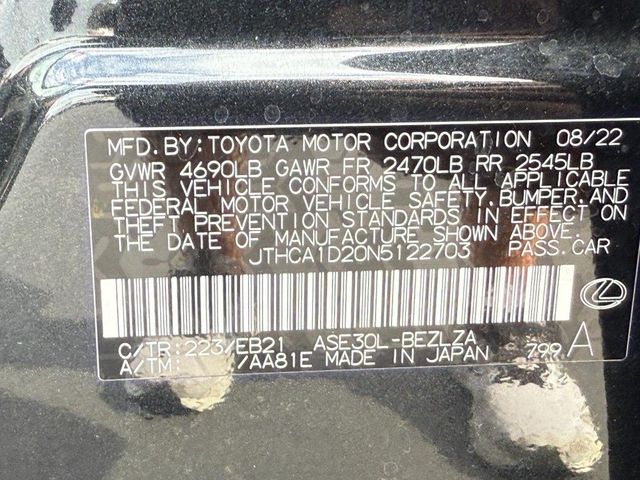 MFD. BY: TOYOTA MOTOR CORPORATION 08/22
GVWR 4690LB GAWR FR 2470LB RR 2545LB
THIS VEHICLE CONFORMS TO ALL APPLICABLE
FEDERAL MOTOR VEHICLE SAFETY, BUMPER, AND
THEFT PREVENTION STANDARDS IN EFFECT ON
THE DATE OF MANUFACTURE SHOWN ABOVE.
JTHCA1D20N5122703 PASS. CAR
C/TR: 223/EB21 ASE30L-BEZLZA
A/TM: /AA81E MADE IN JAPAN 799 A